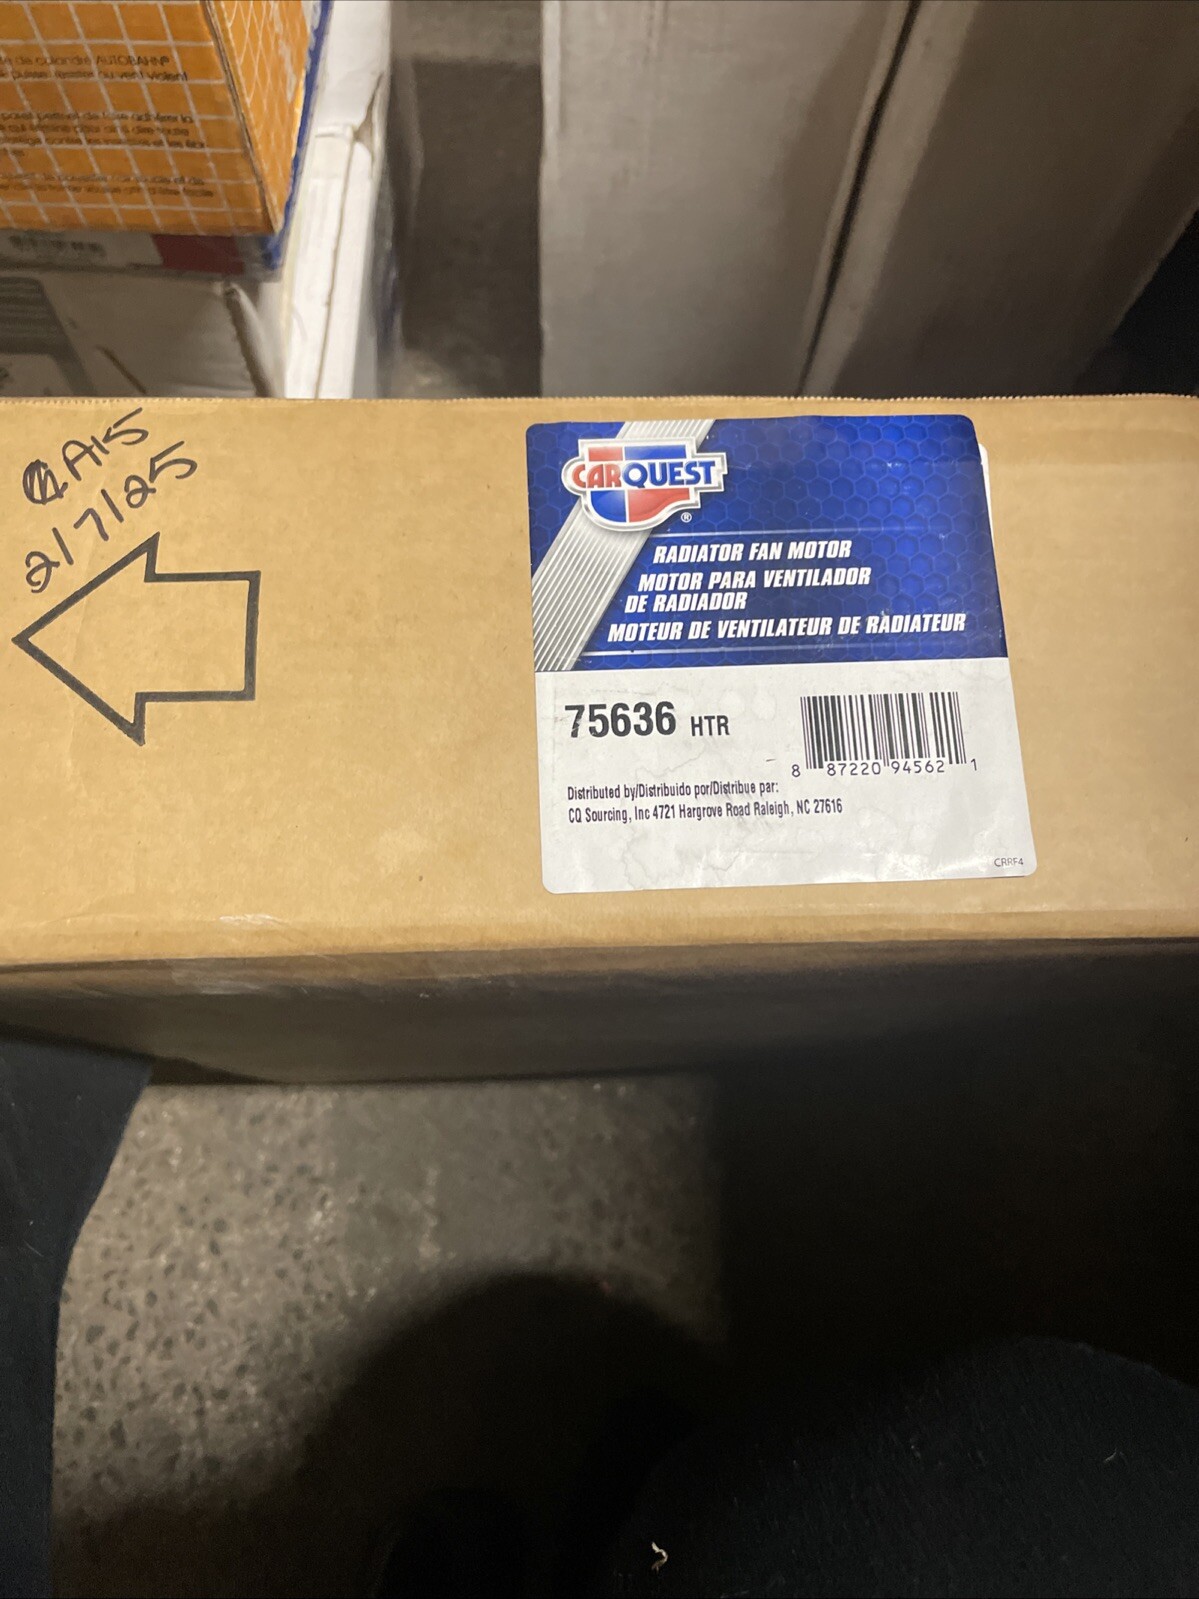 AUTOBAHN®
A15
2/7/25
CARQUEST
®
RADIATOR FAN MOTOR
MOTOR PARA VENTILADOR
DE RADIADOR
MOTEUR DE VENTILATEUR DE RADIATEUR
75636 HTR
8 87220 94562 1
Distributed by/Distribuido por/Distribue par:
CQ Sourcing, Inc 4721 Hargrove Road Raleigh, NC 27616
CRRF4